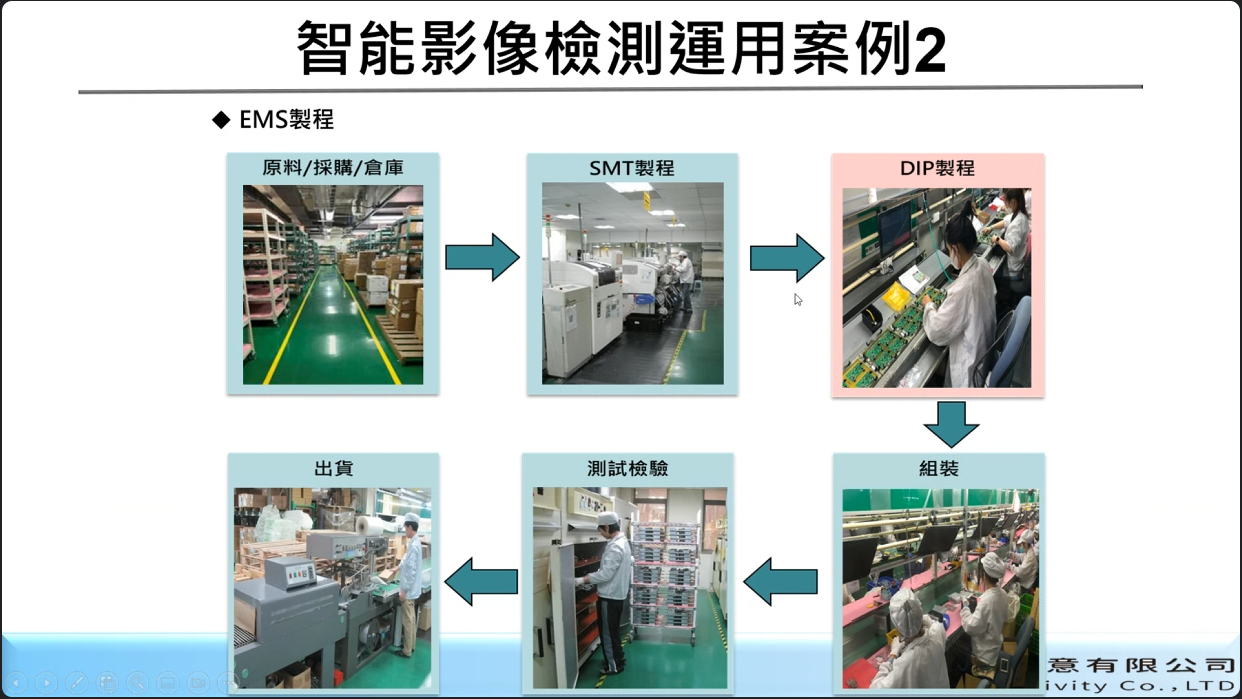 智能影像檢測運用案例2
◆ EMS製程
原料/採購/倉庫
SMT製程
DIP製程
出貨
測試檢驗
組裝
意有限公司
ivity Co.,LTD